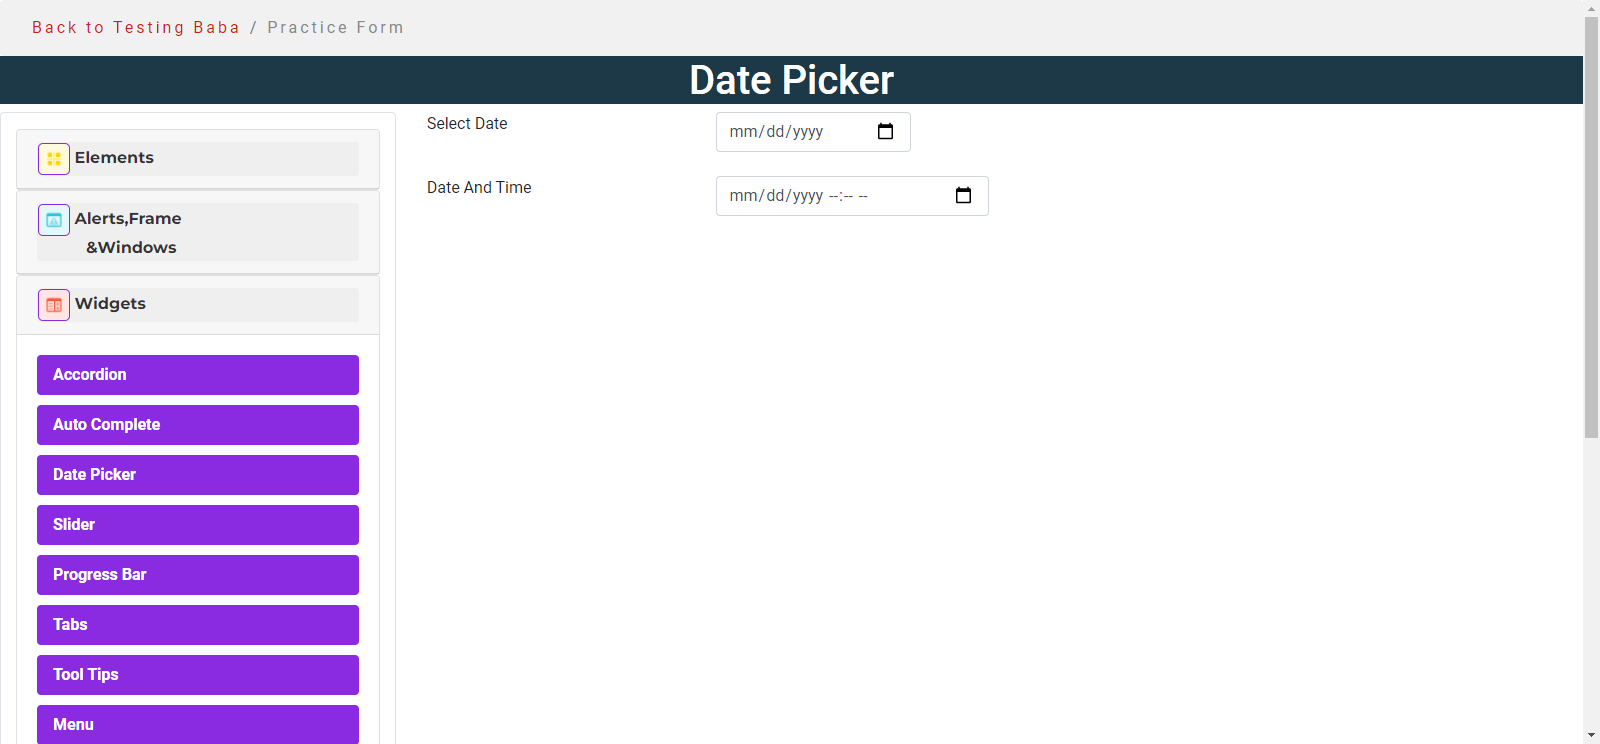 Back to Testing Baba / Practice Form
Date Picker
Elements
Alerts,Frame
&Windows
Widgets
Accordion
Auto Complete
Date Picker
Slider
Progress Bar
Tabs
Tool Tips
Menu
Select Date
mm/dd/yyyy
Date And Time
mm/dd/yyyy --:-- --